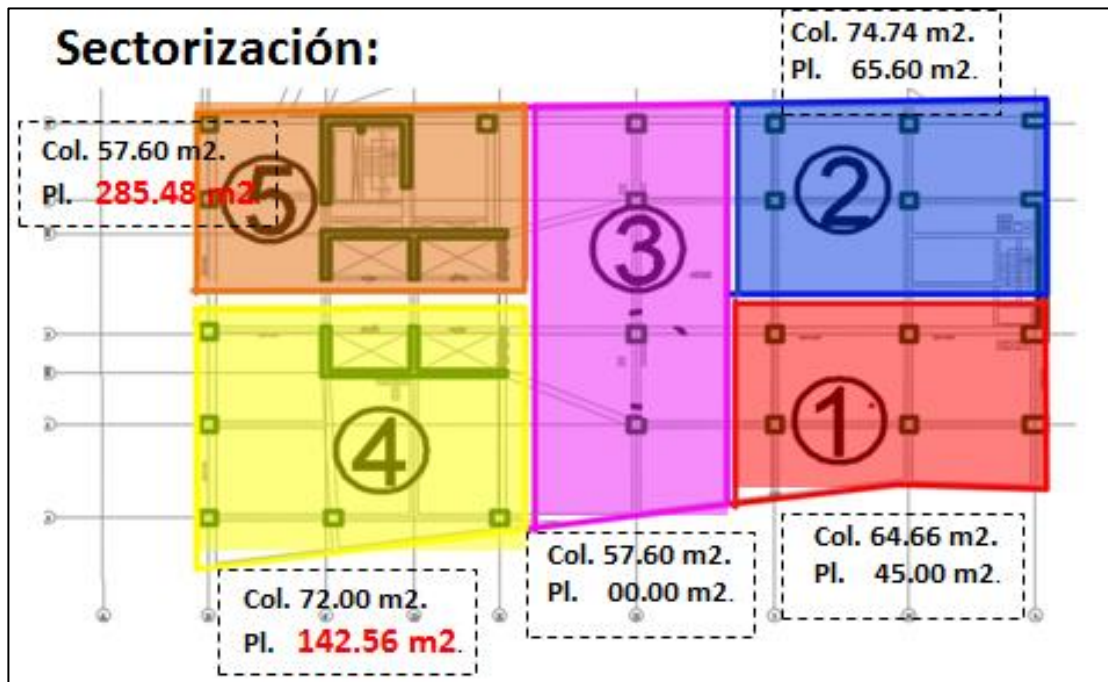 Sectorización:
Col. 74.74 m2.
Pl. 65.60 m2.
Col. 57.60 m2.
Pl. 285.48 m2.
5
3
2
4
1
Col. 57.60 m2.
Pl. 00.00 m2.
Col. 64.66 m2.
Pl. 45.00 m2.
Col. 72.00 m2.
Pl. 142.56 m2.